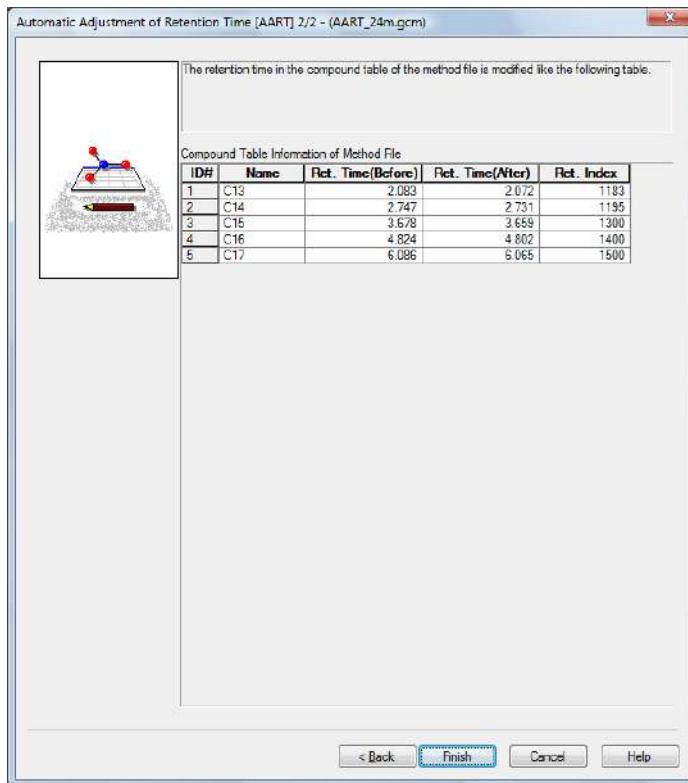 Automatic Adjustment of Retention Time [AART] 2/2 - (AART_24m.gcm)
The retention time in the compound table of the method file is modified like the following table.
Compound Table Information of Method File
ID# Name Ret. Time(Before) Ret. Time(After) Ret. Index
1 C13 2.083 2.072 1183
2 C14 2.747 2.731 1195
3 C15 3.678 3.659 1300
4 C16 4.824 4.802 1400
5 C17 6.086 6.065 1500
< Back Finish Cancel Help